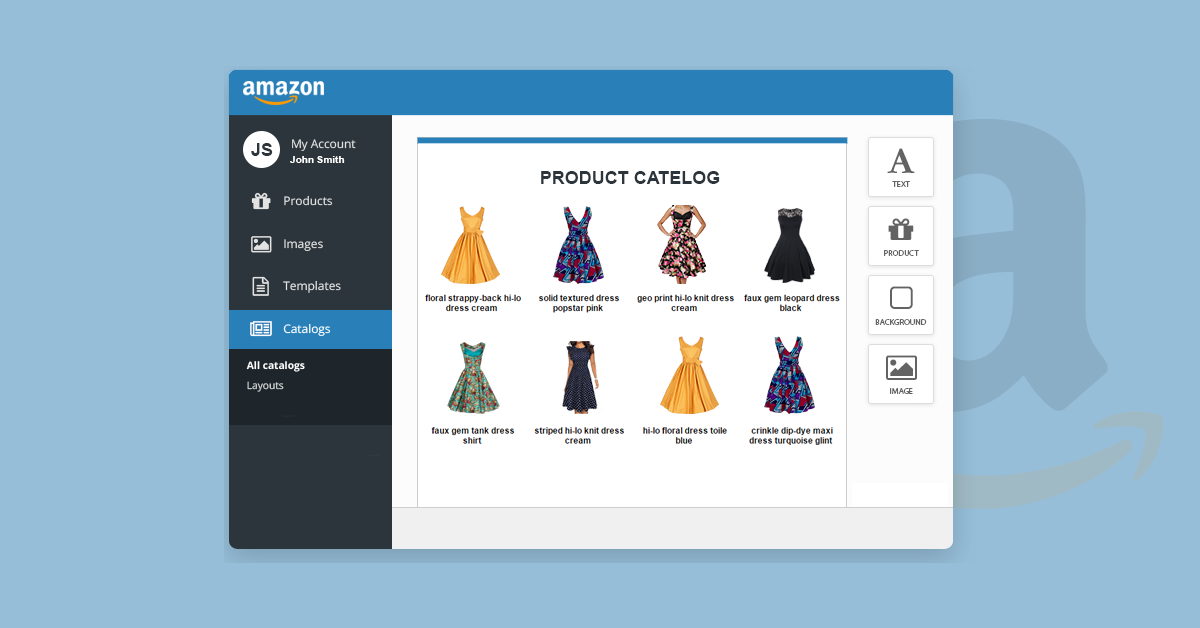 amazon
JS
My Account
John Smith
Products
Images
Templates
Catalogs
All catalogs
Layouts
PRODUCT CATELOG
floral strappy-back hi-lo
dress cream
solid textured dress
popstar pink
geo print hi-lo knit dress
cream
faux gem leopard dress
black
faux gem tank dress
shirt
striped hi-lo knit dress
cream
hi-lo floral dress toile
blue
crinkle dip-dye maxi
dress turquoise glint
A
TEXT
PRODUCT
BACKGROUND
IMAGE
a